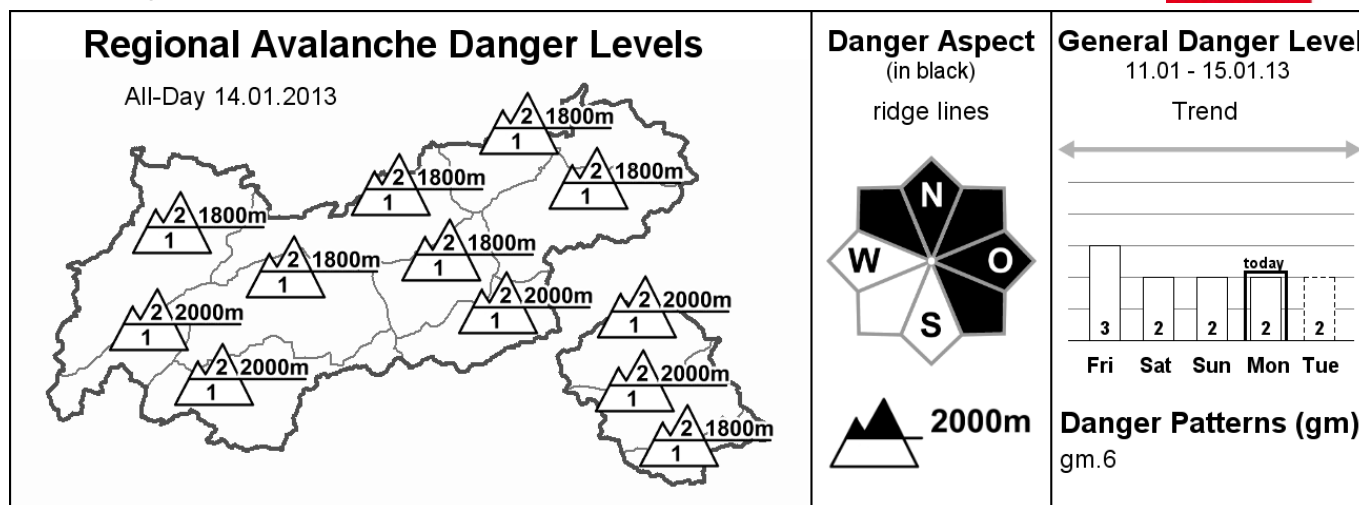 Regional Avalanche Danger Levels
All-Day 14.01.2013
2 1800m
1
2 1800m
1
2 1800m
1
2 1800m
1
2 1800m
1
2 1800m
1
2 2000m
1
2 2000m
1
2 2000m
1
2 2000m
1
2 2000m
1
2 1800m
1
Danger Aspect
(in black)
ridge lines
N
W
O
S
2000m
General Danger Level
11.01 - 15.01.13
Trend
today
3 2 2 2 2
Fri Sat Sun Mon Tue
Danger Patterns (gm)
gm.6